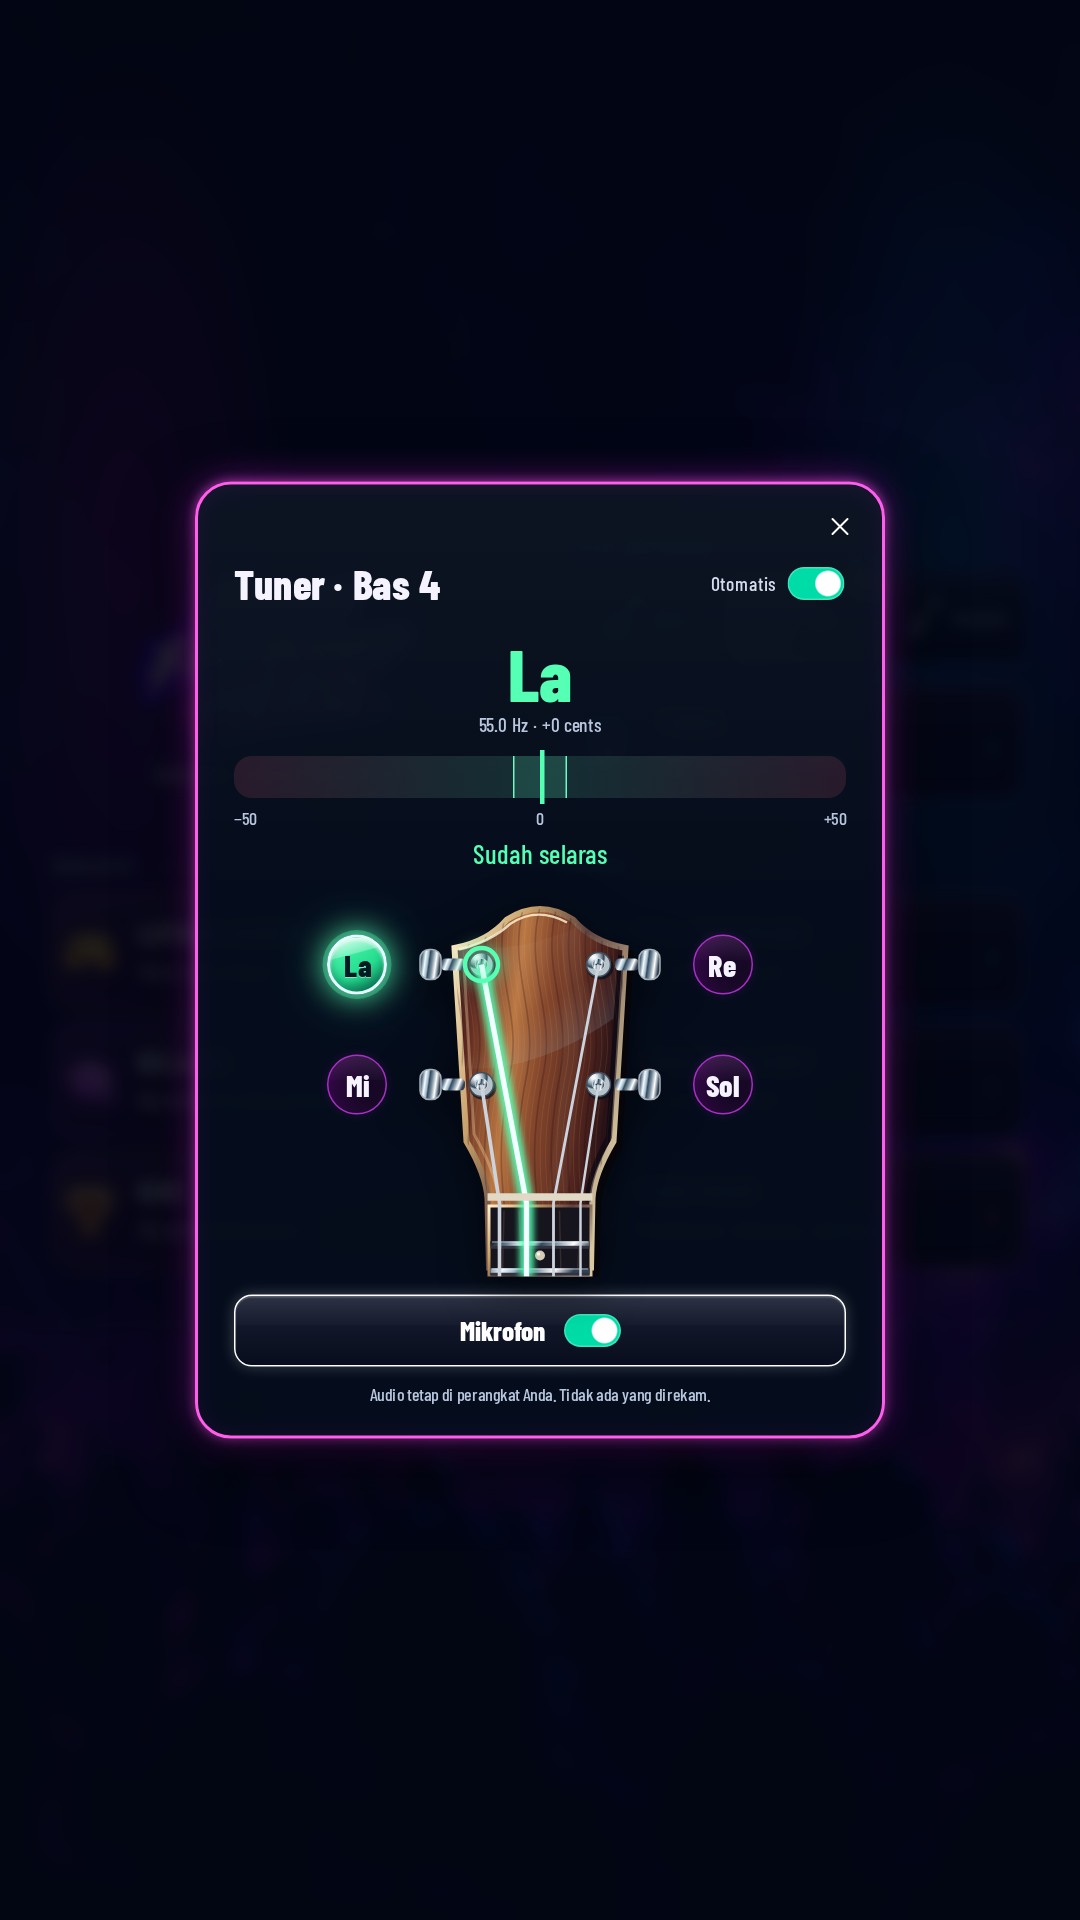 Tuner · Bas 4
Otomatis
La
55.0 Hz · +0 cents
−50 0 +50
Sudah selaras
La Re
Mi Sol
Mikrofon
Audio tetap di perangkat Anda. Tidak ada yang direkam.